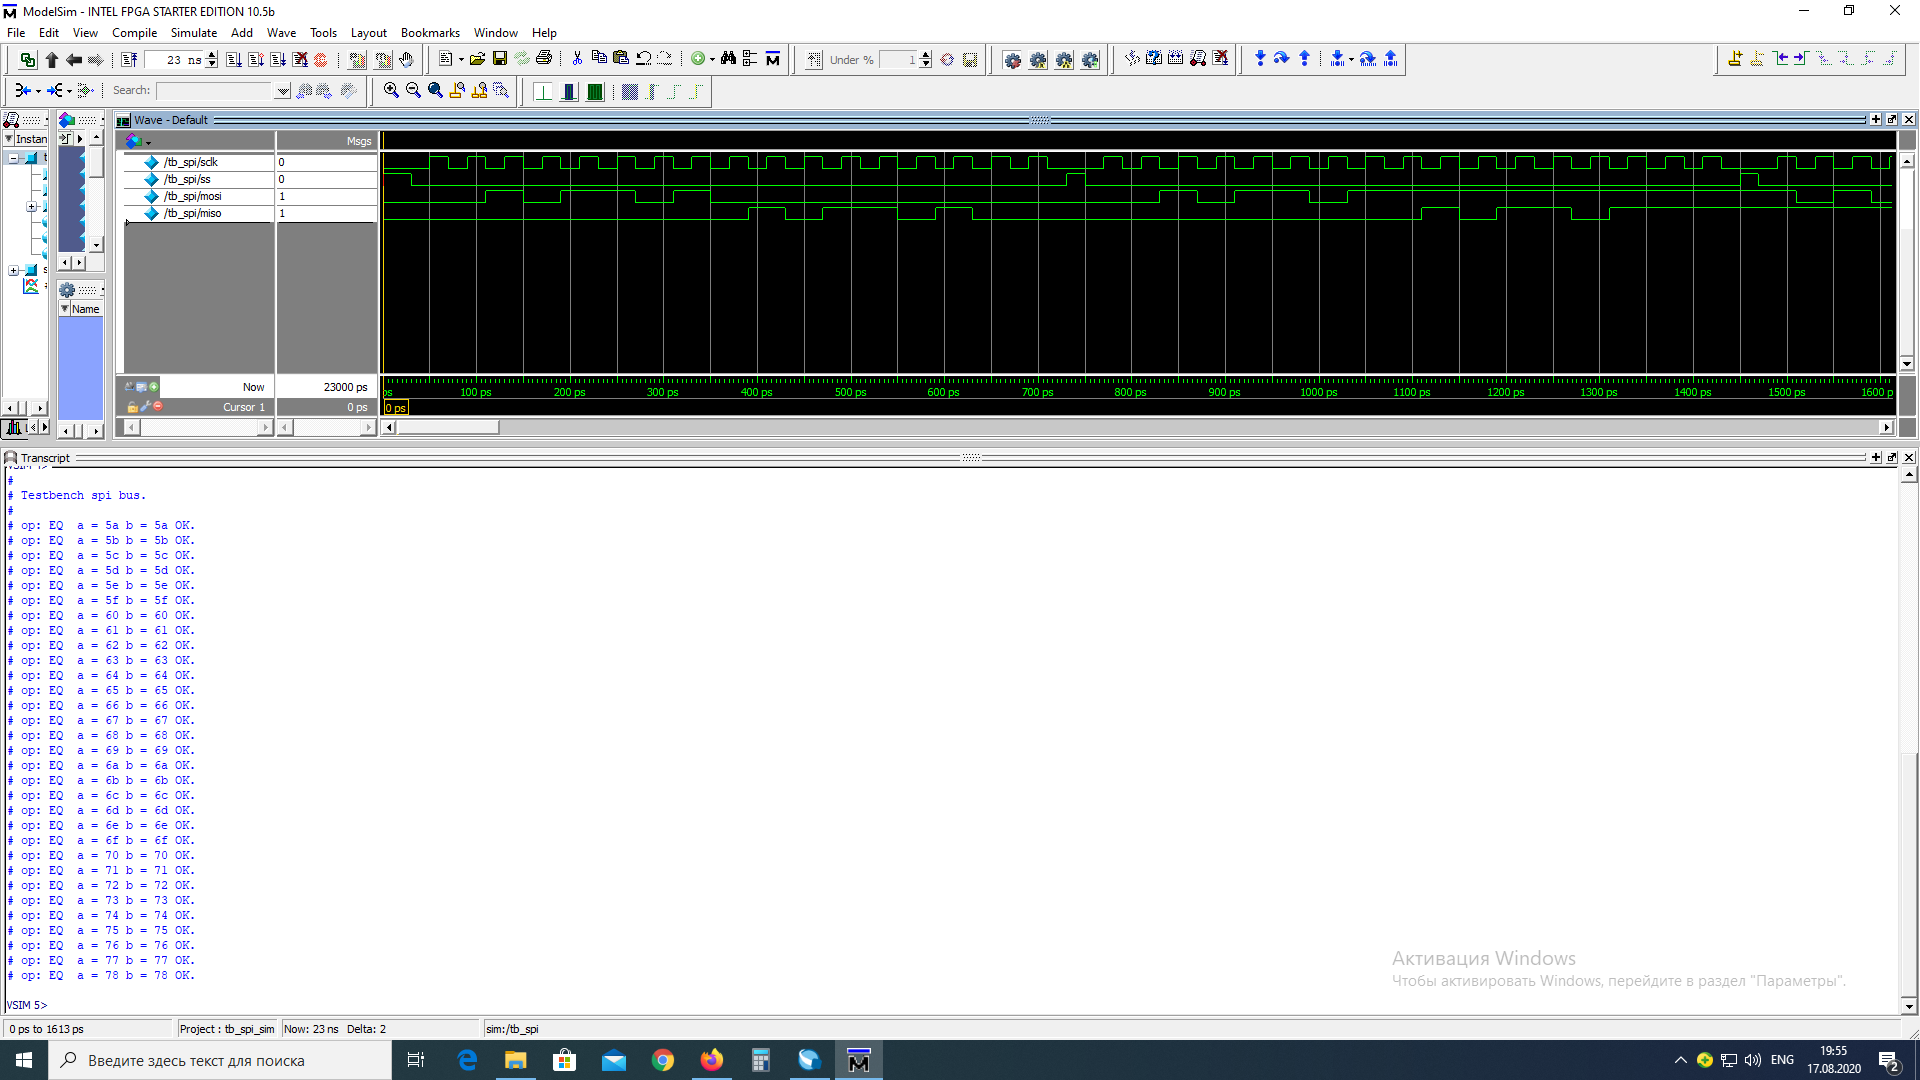 ModelSim - INTEL FPGA STARTER EDITION 10.5b
File Edit View Compile Simulate Add Wave Tools Layout Bookmarks Window Help
23 ns
Under %
1
Search:
Wave - Default
Instan
Msgs
/tb_spi/sclk 0
/tb_spi/ss 0
/tb_spi/mosi 1
/tb_spi/miso 1
Name
Now 23000 ps
ps 100 ps 200 ps 300 ps 400 ps 500 ps 600 ps 700 ps 800 ps 900 ps 1000 ps 1100 ps 1200 ps 1300 ps 1400 ps 1500 ps 1600 p
Cursor 1 0 ps
0 ps
Transcript
#
# Testbench spi bus.
#
# op: EQ a = 5a b = 5a OK.
# op: EQ a = 5b b = 5b OK.
# op: EQ a = 5c b = 5c OK.
# op: EQ a = 5d b = 5d OK.
# op: EQ a = 5e b = 5e OK.
# op: EQ a = 5f b = 5f OK.
# op: EQ a = 60 b = 60 OK.
# op: EQ a = 61 b = 61 OK.
# op: EQ a = 62 b = 62 OK.
# op: EQ a = 63 b = 63 OK.
# op: EQ a = 64 b = 64 OK.
# op: EQ a = 65 b = 65 OK.
# op: EQ a = 66 b = 66 OK.
# op: EQ a = 67 b = 67 OK.
# op: EQ a = 68 b = 68 OK.
# op: EQ a = 69 b = 69 OK.
# op: EQ a = 6a b = 6a OK.
# op: EQ a = 6b b = 6b OK.
# op: EQ a = 6c b = 6c OK.
# op: EQ a = 6d b = 6d OK.
# op: EQ a = 6e b = 6e OK.
# op: EQ a = 6f b = 6f OK.
# op: EQ a = 70 b = 70 OK.
# op: EQ a = 71 b = 71 OK.
# op: EQ a = 72 b = 72 OK.
# op: EQ a = 73 b = 73 OK.
# op: EQ a = 74 b = 74 OK.
# op: EQ a = 75 b = 75 OK.
# op: EQ a = 76 b = 76 OK.
# op: EQ a = 77 b = 77 OK.
# op: EQ a = 78 b = 78 OK.
VSIM 5>
Активация Windows
Чтобы активировать Windows, перейдите в раздел "Параметры".
0 ps to 1613 ps Project : tb_spi_sim Now: 23 ns Delta: 2 sim:/tb_spi
Введите здесь текст для поиска
ENG
19:55
17.08.2020
2